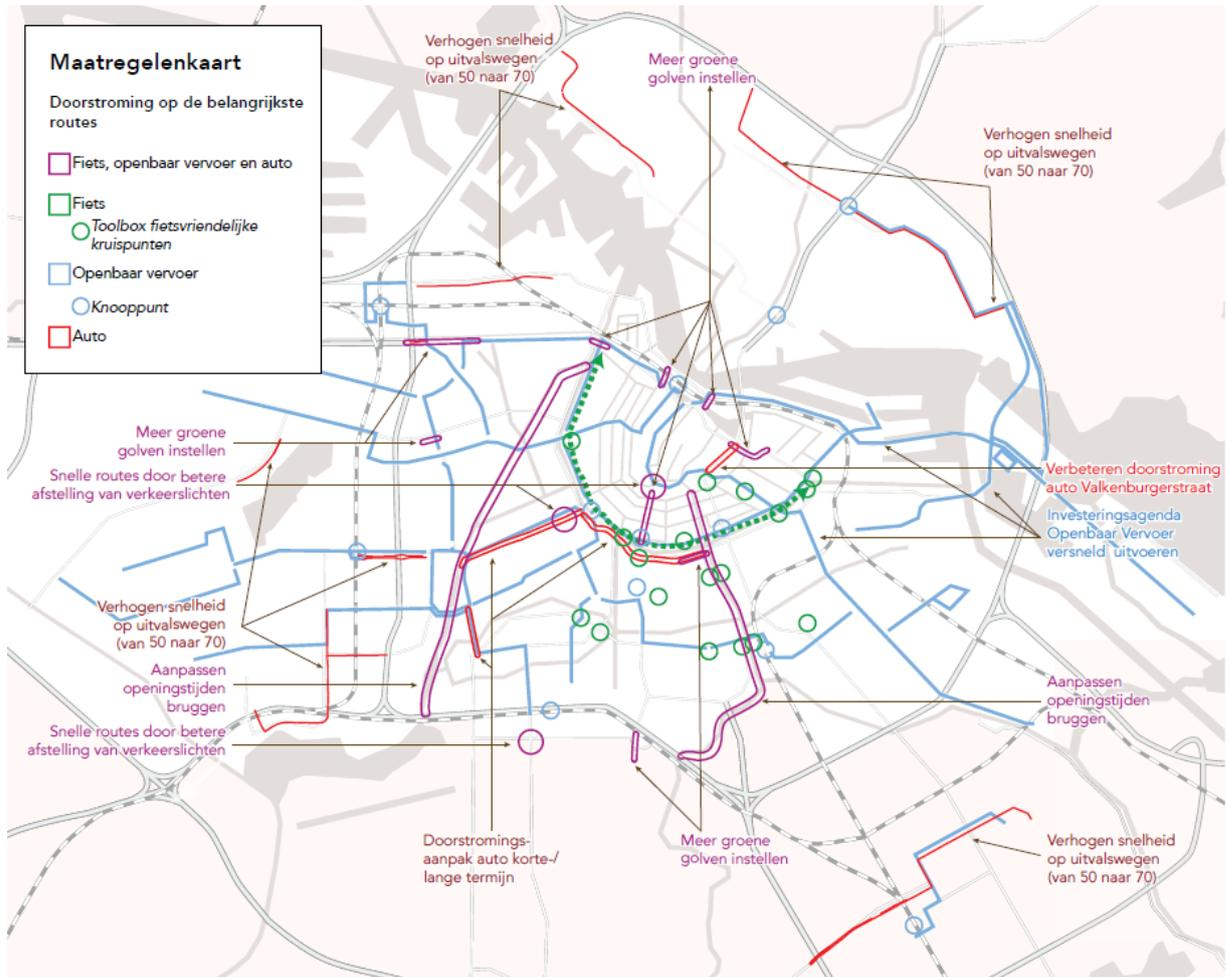 Maatregelenkaart
Doorstroming op de belangrijkste
routes
Fiets, openbaar vervoer en auto
Fiets
Toolbox fietsvriendelijke
kruispunten
Openbaar vervoer
Knooppunt
Auto
Verhogen snelheid
op uitvalswegen
(van 50 naar 70)
Meer groene
golven instellen
Verhogen snelheid
op uitvalswegen
(van 50 naar 70)
Meer groene
golven instellen
Snelle routes door betere
afstelling van verkeerslichten
Verbeteren doorstroming
auto Valkenburgerstraat
Investeringsagenda
Openbaar Vervoer
versneld uitvoeren
Verhogen snelheid
op uitvalswegen
(van 50 naar 70)
Aanpassen
openingstijden
bruggen
Snelle routes door betere
afstelling van verkeerslichten
Aanpassen
openingstijden
bruggen
Doorstromings-
aanpak auto korte-/
lange termijn
Meer groene
golven instellen
Verhogen snelheid
op uitvalswegen
(van 50 naar 70)